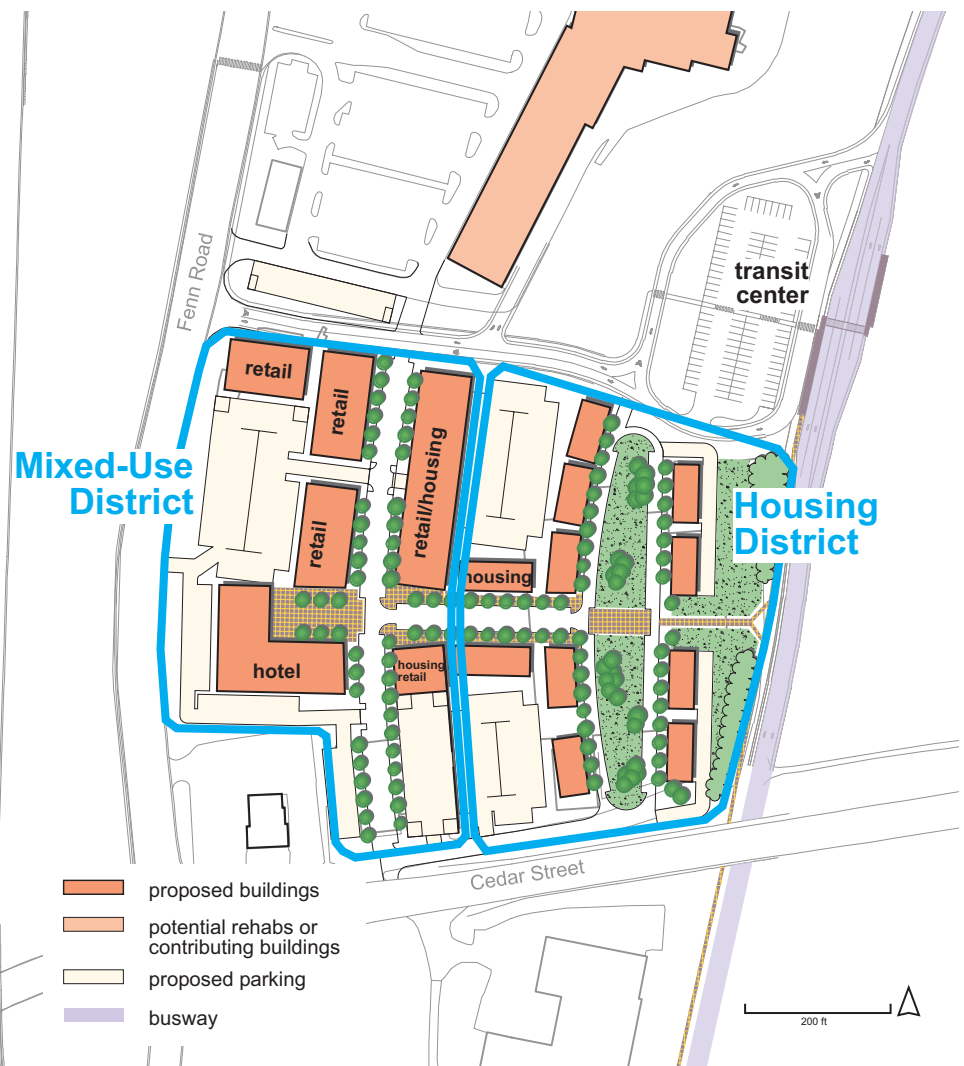 Fenn Road
transit
center
retail
retail
retail/housing
Mixed-Use
District
retail
Housing
District
housing
hotel
housing
retail
Cedar Street
proposed buildings
potential rehabs or
contributing buildings
proposed parking
busway
200 ft